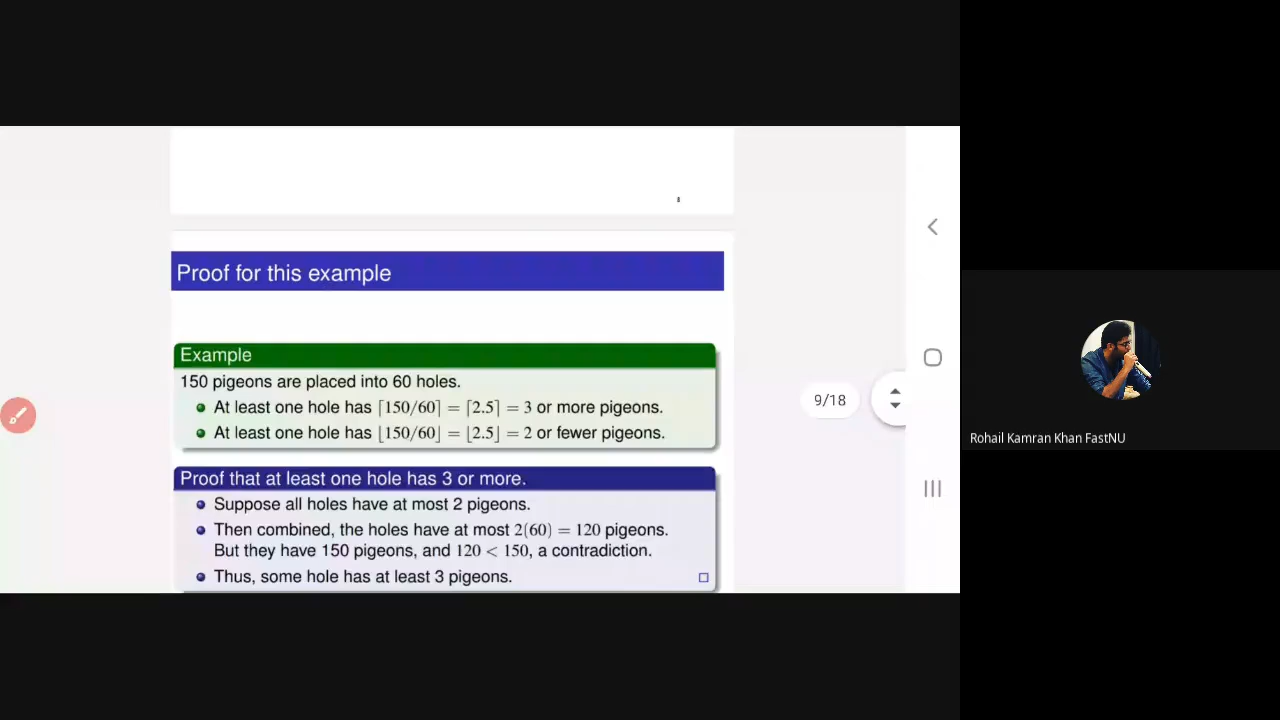 Proof for this example
Example
150 pigeons are placed into 60 holes.
At least one hole has ⌈150/60⌉ = ⌈2.5⌉ = 3 or more pigeons.
At least one hole has ⌊150/60⌋ = ⌊2.5⌋ = 2 or fewer pigeons.
Proof that at least one hole has 3 or more.
Suppose all holes have at most 2 pigeons.
Then combined, the holes have at most 2(60) = 120 pigeons.
But they have 150 pigeons, and 120 < 150, a contradiction.
Thus, some hole has at least 3 pigeons.
9/18
Rohail Kamran Khan FastNU